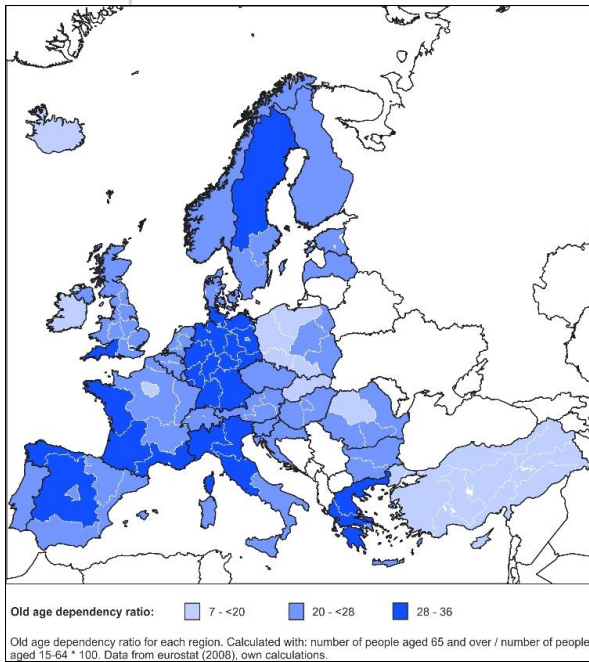 Old age dependency ratio: 7 - <20 20 - <28 28 - 36
Old age dependency ratio for each region. Calculated with: number of people aged 65 and over / number of people
aged 15-64 * 100. Data from eurostat (2008), own calculations.